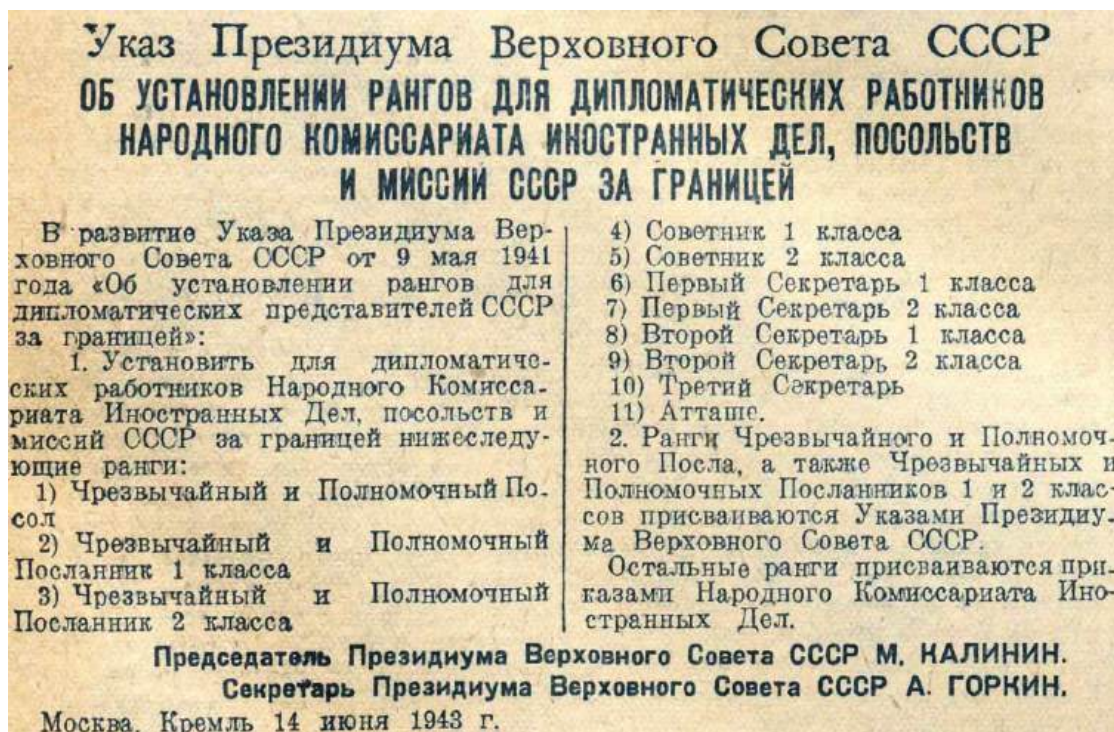 Указ Президиума Верховного Совета СССР
ОБ УСТАНОВЛЕНИИ РАНГОВ ДЛЯ ДИПЛОМАТИЧЕСКИХ РАБОТНИКОВ
НАРОДНОГО КОМИССАРИАТА ИНОСТРАННЫХ ДЕЛ, ПОСОЛЬСТВ
И МИССИЙ СССР ЗА ГРАНИЦЕЙ
В развитие Указа Президиума Вер-
ховного Совета СССР от 9 мая 1941
года «Об установлении рангов для
дипломатических представителей СССР
за границей»:
1. Установить для дипломатиче-
ских работников Народного Комисса-
риата Иностранных Дел, посольств и
миссий СССР за границей нижеследу-
ющие ранги:
1) Чрезвычайный и Полномочный По-
сол
2) Чрезвычайный и Полномочный
Посланник 1 класса
3) Чрезвычайный и Полномочный
Посланник 2 класса
4) Советник 1 класса
5) Советник 2 класса
6) Первый Секретарь 1 класса
7) Первый Секретарь 2 класса
8) Второй Секретарь 1 класса
9) Второй Секретарь 2 класса
10) Третий Секретарь
11) Атташе.
2. Ранги Чрезвычайного и Полномоч-
ного Посла, а также Чрезвычайных и
Полномочных Посланников 1 и 2 клас-
сов присваиваются Указами Президиу-
ма Верховного Совета СССР.
Остальные ранги присваиваются при-
казами Народного Комиссариата Ино-
странных Дел.
Председатель Президиума Верховного Совета СССР М. КАЛИНИН.
Секретарь Президиума Верховного Совета СССР А. ГОРКИН.
Москва, Кремль 14 июня 1943 г.